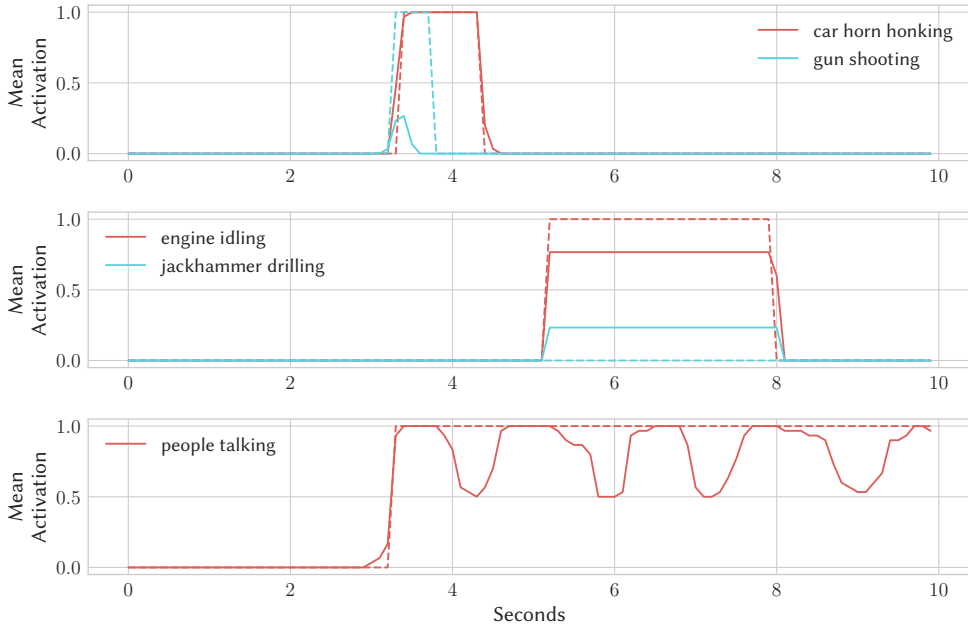 Mean
Activation
1.0
0.5
0.0
car horn honking
gun shooting
0 2 4 6 8 10
Mean
Activation
1.0
0.5
0.0
engine idling
jackhammer drilling
0 2 4 6 8 10
Mean
Activation
1.0
0.5
0.0
people talking
0 2 4 6 8 10
Seconds